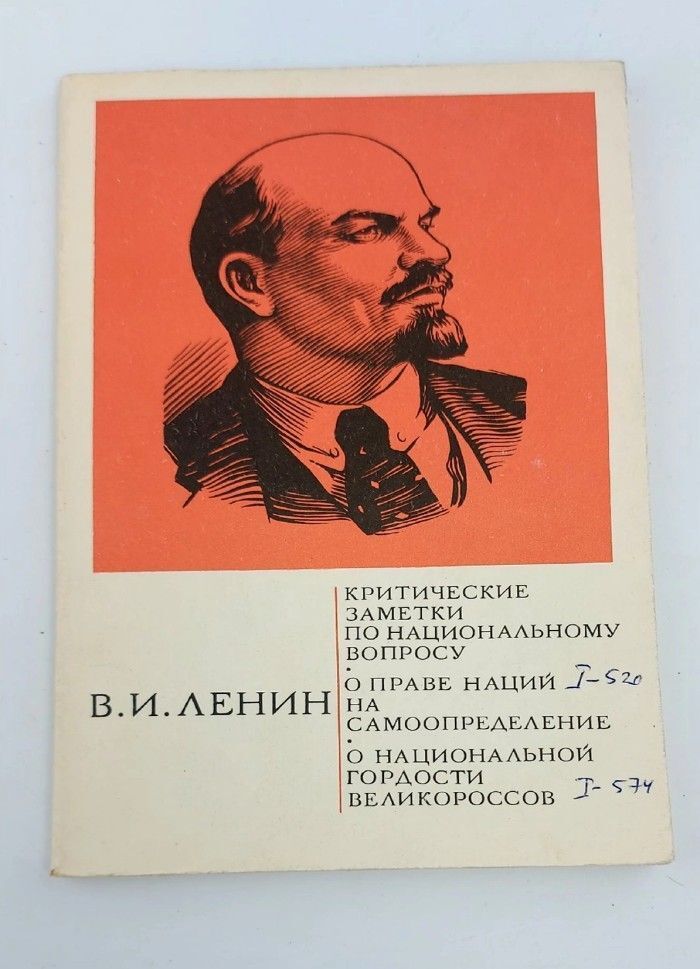 В. И. ЛЕНИН
КРИТИЧЕСКИЕ
ЗАМЕТКИ
ПО НАЦИОНАЛЬНОМУ
ВОПРОСУ
•
О ПРАВЕ НАЦИЙ I-520
НА
САМООПРЕДЕЛЕНИЕ
•
О НАЦИОНАЛЬНОЙ
ГОРДОСТИ
ВЕЛИКОРОССОВ I-574